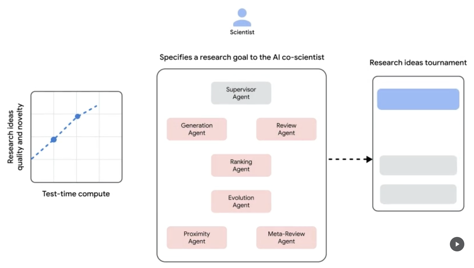 Scientist
Specifies a research goal to the AI co-scientist
Research ideas tournament
Supervisor
Agent
Generation
Agent
Review
Agent
Ranking
Agent
Evolution
Agent
Proximity
Agent
Meta-Review
Agent
Research ideas
quality and novelty
Test-time compute